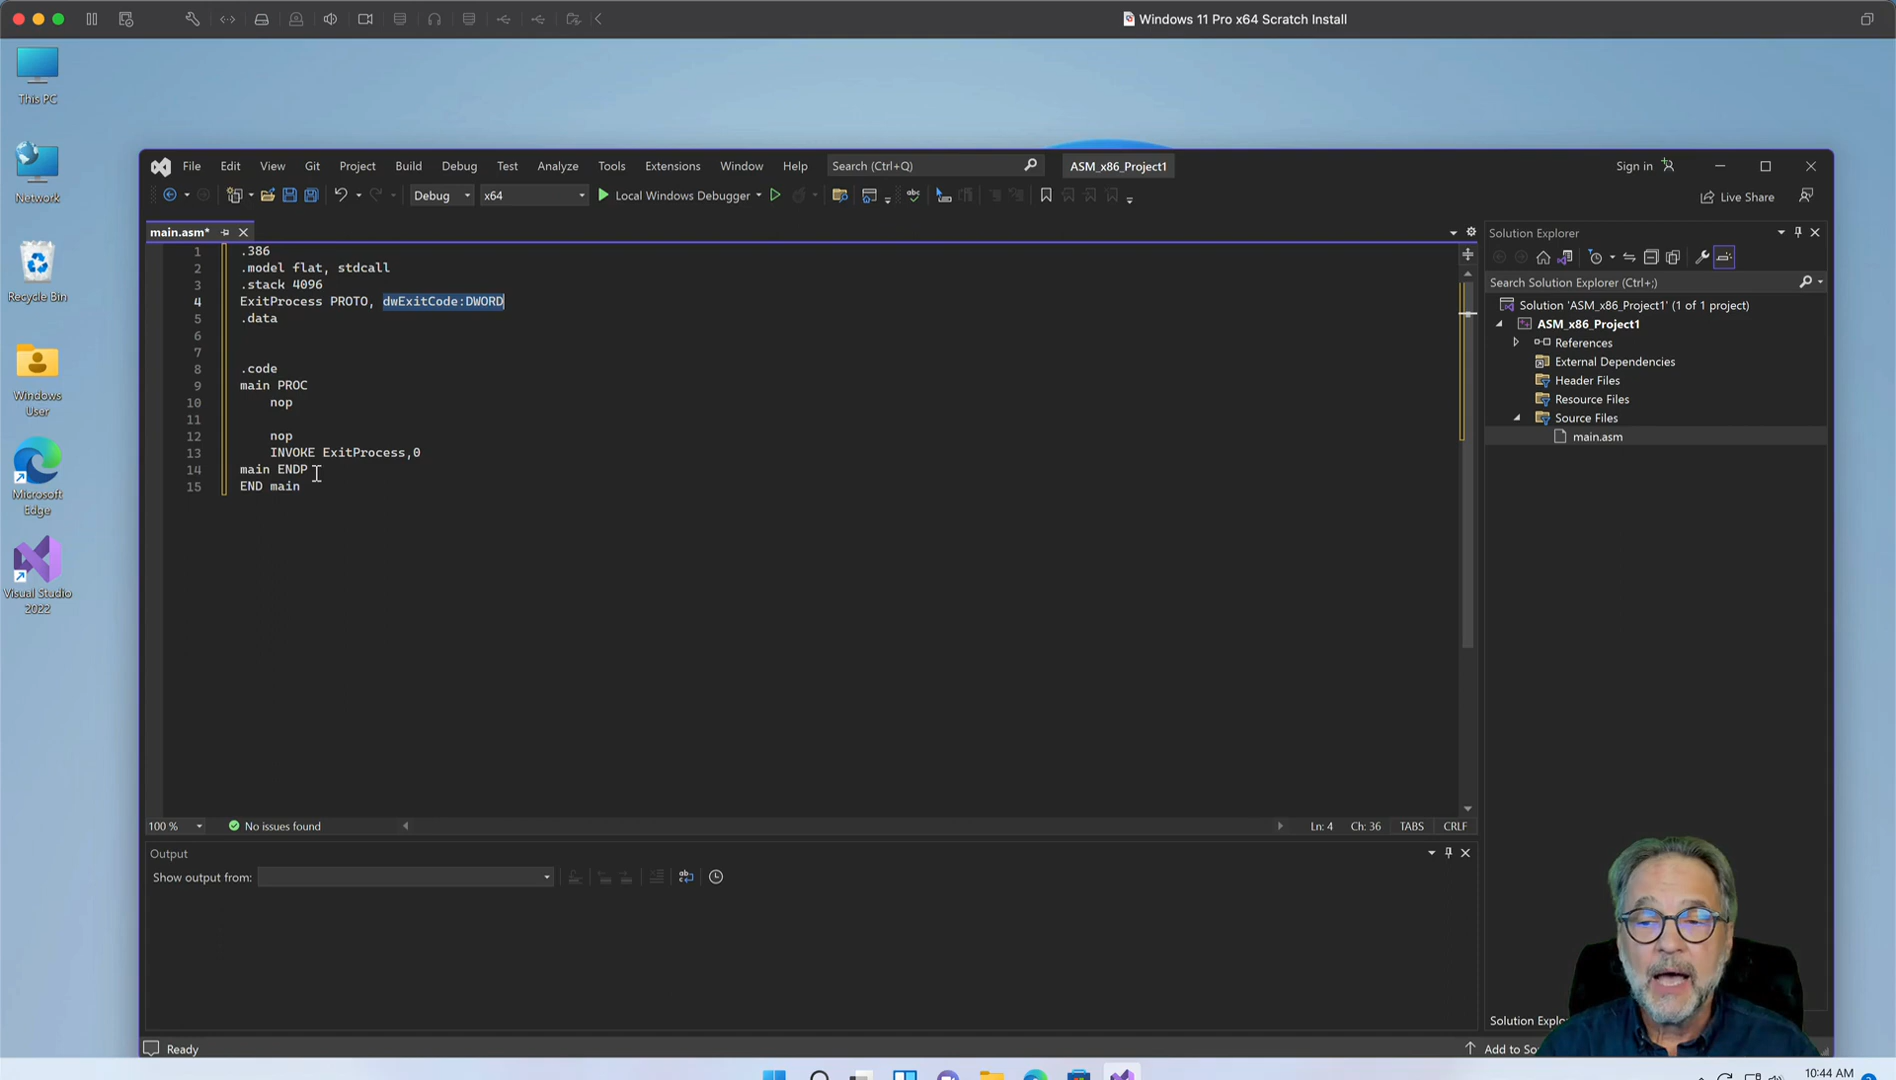 Windows 11 Pro x64 Scratch Install
This PC
Network
Recycle Bin
Windows
User
Microsoft
Edge
Visual Studio
2022
File Edit View Git Project Build Debug Test Analyze Tools Extensions Window Help Search (Ctrl+Q) ASM_x86_Project1 Sign in
Debug x64 Local Windows Debugger Live Share
main.asm*
1 .386
2 .model flat, stdcall
3 .stack 4096
4 ExitProcess PROTO, dwExitCode:DWORD
5 .data
6
7
8 .code
9 main PROC
10 nop
11
12 nop
13 INVOKE ExitProcess,0
14 main ENDP
15 END main
100 % No issues found Ln: 4 Ch: 36 TABS CRLF
Output
Show output from:
Solution Explorer
Search Solution Explorer (Ctrl+;)
Solution 'ASM_x86_Project1' (1 of 1 project)
ASM_x86_Project1
References
External Dependencies
Header Files
Resource Files
Source Files
main.asm
Solution Explo
Ready Add to So
10:44 AM